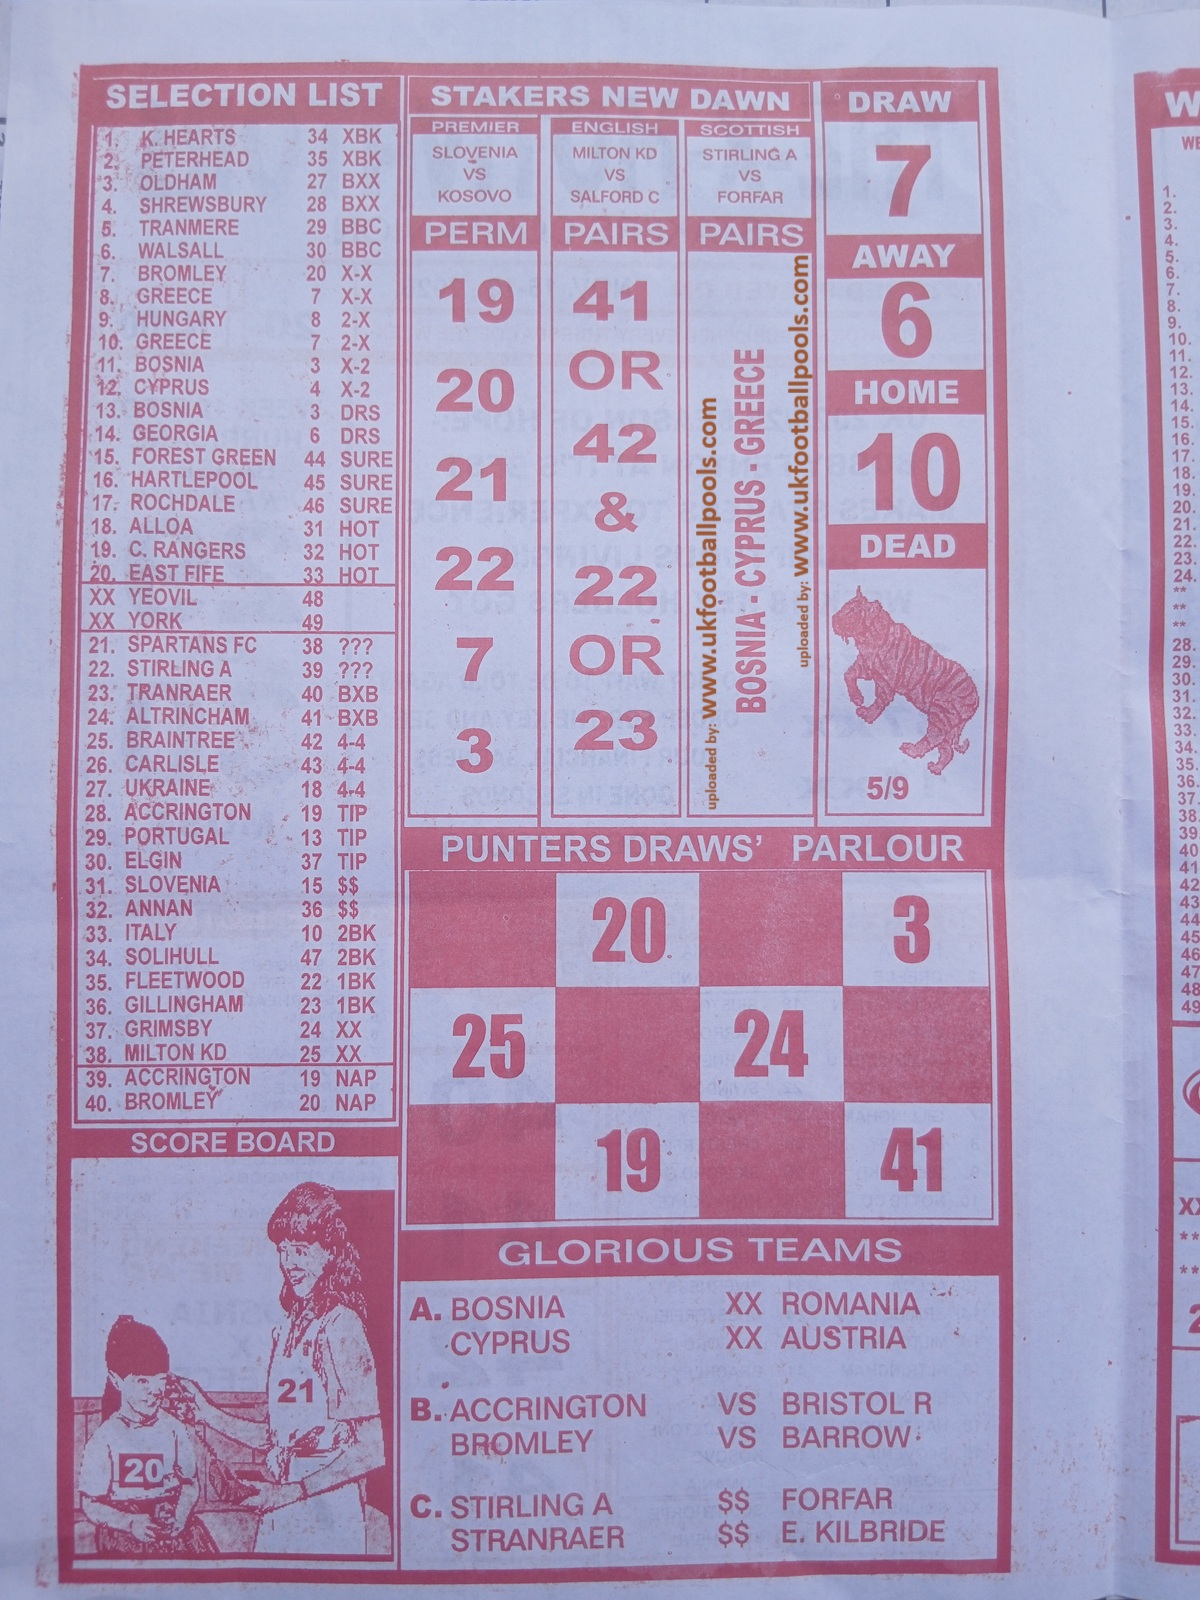 SELECTION LIST
1. K. HEARTS 34 XBK
2. PETERHEAD 35 XBK
3. OLDHAM 27 BXX
4. SHREWSBURY 28 BXX
5. TRANMERE 29 BBC
6. WALSALL 30 BBC
7. BROMLEY 20 X-X
8. GREECE 7 X-X
9. HUNGARY 8 2-X
10. GREECE 7 2-X
11. BOSNIA 3 X-2
12. CYPRUS 4 X-2
13. BOSNIA 3 DRS
14. GEORGIA 6 DRS
15. FOREST GREEN 44 SURE
16. HARTLEPOOL 45 SURE
17. ROCHDALE 46 SURE
18. ALLOA 31 HOT
19. C. RANGERS 32 HOT
20. EAST FIFE 33 HOT
XX YEOVIL 48
XX YORK 49
21. SPARTANS FC 38 ???
22. STIRLING A 39 ???
23. TRANRAER 40 BXB
24. ALTRINCHAM 41 BXB
25. BRAINTREE 42 4-4
26. CARLISLE 43 4-4
27. UKRAINE 18 4-4
28. ACCRINGTON 19 TIP
29. PORTUGAL 13 TIP
30. ELGIN 37 TIP
31. SLOVENIA 15 $$
32. ANNAN 36 $$
33. ITALY 10 2BK
34. SOLIHULL 47 2BK
35. FLEETWOOD 22 1BK
36. GILLINGHAM 23 1BK
37. GRIMSBY 24 XX
38. MILTON KD 25 XX
39. ACCRINGTON 19 NAP
40. BROMLEY 20 NAP
SCORE BOARD
21
20
STAKERS NEW DAWN
PREMIER
SLOVENIA
VS
KOSOVO
PERM
19
20
21
22
7
3
ENGLISH
MILTON KD
VS
SALFORD C
PAIRS
41
OR
42
&
22
OR
23
SCOTTISH
STIRLING A
VS
FORFAR
PAIRS
BOSNIA - CYPRUS - GREECE
uploaded by: www.ukfootballpools.com
uploaded by: www.ukfootballpools.com
DRAW
7
AWAY
6
HOME
10
DEAD
5/9
PUNTERS DRAWS' PARLOUR
20 3
25 24
19 41
GLORIOUS TEAMS
A. BOSNIA XX ROMANIA
CYPRUS XX AUSTRIA
B. ACCRINGTON VS BRISTOL R
BROMLEY VS BARROW
C. STIRLING A $$ FORFAR
STRANRAER $$ E. KILBRIDE